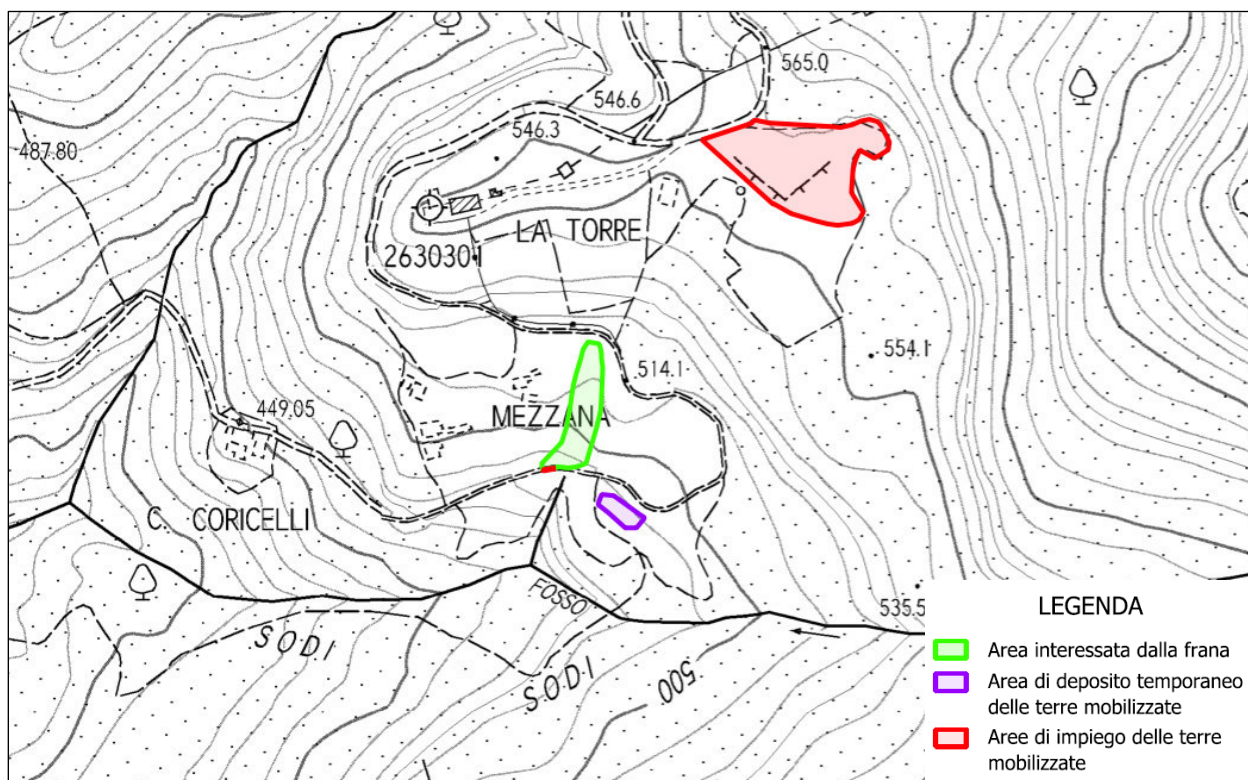 565.0
546.6
546.3
487.80
LA TORRE
2630301
554.1
514.1
449.05
MEZZANA
C. CORICELLI
FOSSO
535.5
SODI
S.O.D.I
500
LEGENDA
Area interessata dalla frana
Area di deposito temporaneo
delle terre mobilizzate
Aree di impiego delle terre
mobilizzate